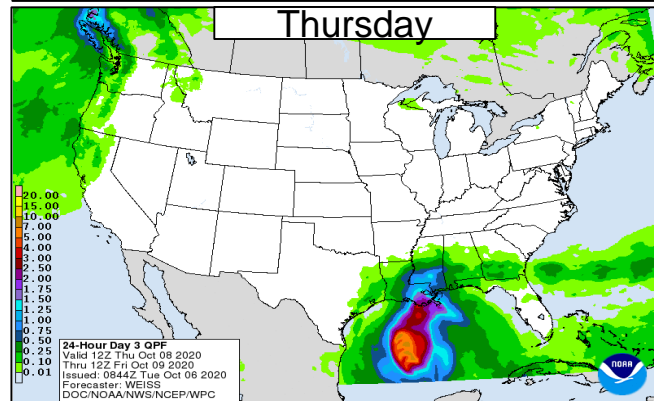 Thursday
20.00
15.00
10.00
7.00
5.00
4.00
3.00
2.50
2.00
1.75
1.50
1.25
1.00
0.75
0.50
0.25
0.10
0.01
24-Hour Day 3 QPF
Valid 12Z Thu Oct 08 2020
Thru 12Z Fri Oct 09 2020
Issued: 0844Z Tue Oct 06 2020
Forecaster: WEISS
DOC/NOAA/NWS/NCEP/WPC
NOAA